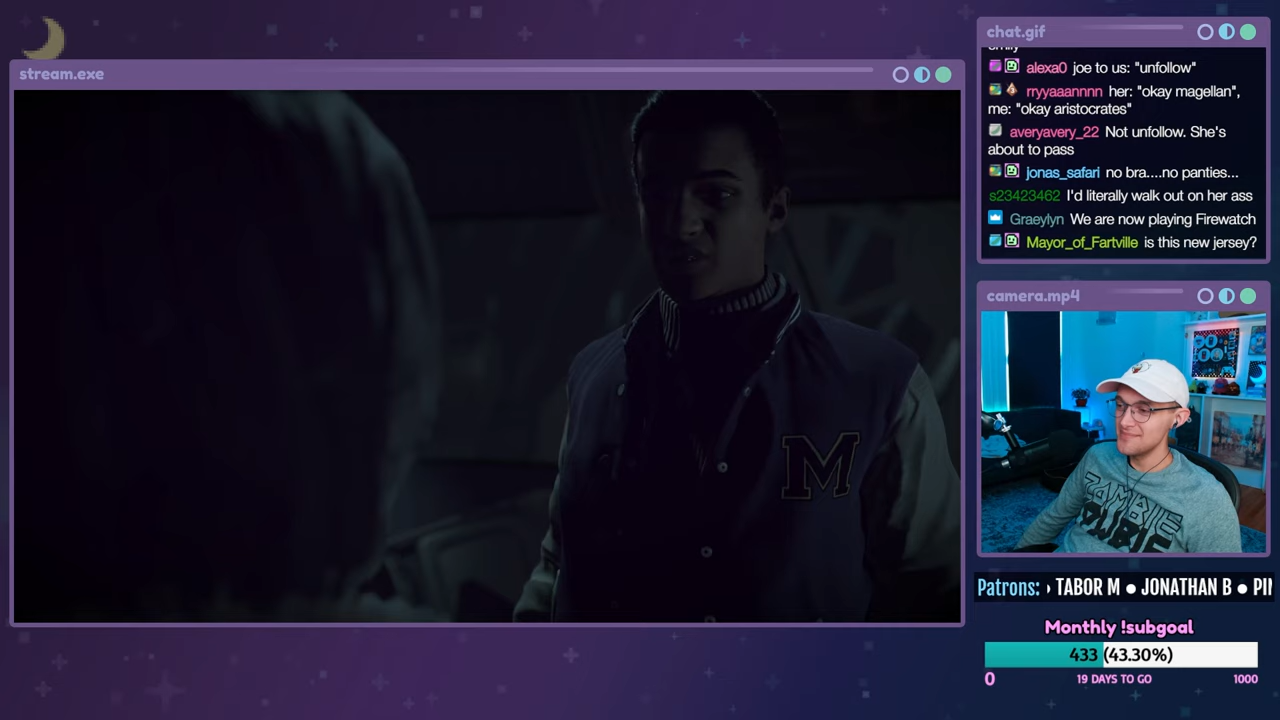 stream.exe
M
chat.gif
alexa0 joe to us: "unfollow"
rryyaaannnn her: "okay magellan",
me: "okay aristocrates"
averyavery_22 Not unfollow. She's
about to pass
jonas_safari no bra....no panties...
s23423462 I'd literally walk out on her ass
Graeylyn We are now playing Firewatch
Mayor_of_Fartville is this new jersey?
camera.mp4
ZOMBIE
Patrons: • TABOR M ● JONATHAN B ● PI
Monthly !subgoal
433 (43.30%)
0 19 DAYS TO GO 1000